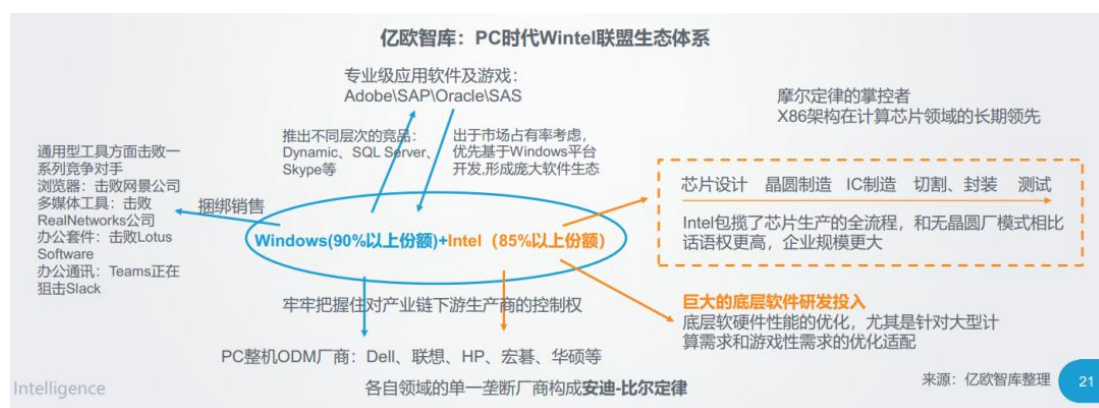 亿欧智库：PC时代Wintel联盟生态体系
专业级应用软件及游戏：
Adobe\SAP\Oracle\SAS
摩尔定律的掌控者
X86架构在计算芯片领域的长期领先
推出不同层次的竞品：
Dynamic、SQL Server、
Skype等
出于市场占有率考虑，
优先基于Windows平台
开发,形成庞大软件生态
通用型工具方面击败一
系列竞争对手
浏览器：击败网景公司
多媒体工具：击败
RealNetworks公司
办公套件：击败Lotus
Software
办公通讯：Teams正在
狙击Slack
捆绑销售
Windows(90%以上份额)+Intel（85%以上份额）
芯片设计 晶圆制造 IC制造 切割、封装 测试
Intel包揽了芯片生产的全流程，和无晶圆厂模式相比
话语权更高，企业规模更大
牢牢把握住对产业链下游生产商的控制权
巨大的底层软件研发投入
底层软硬件性能的优化，尤其是针对大型计
算需求和游戏性需求的优化适配
PC整机ODM厂商：Dell、联想、HP、宏碁、华硕等
各自领域的单一垄断厂商构成安迪-比尔定律
来源：亿欧智库整理
21
Intelligence